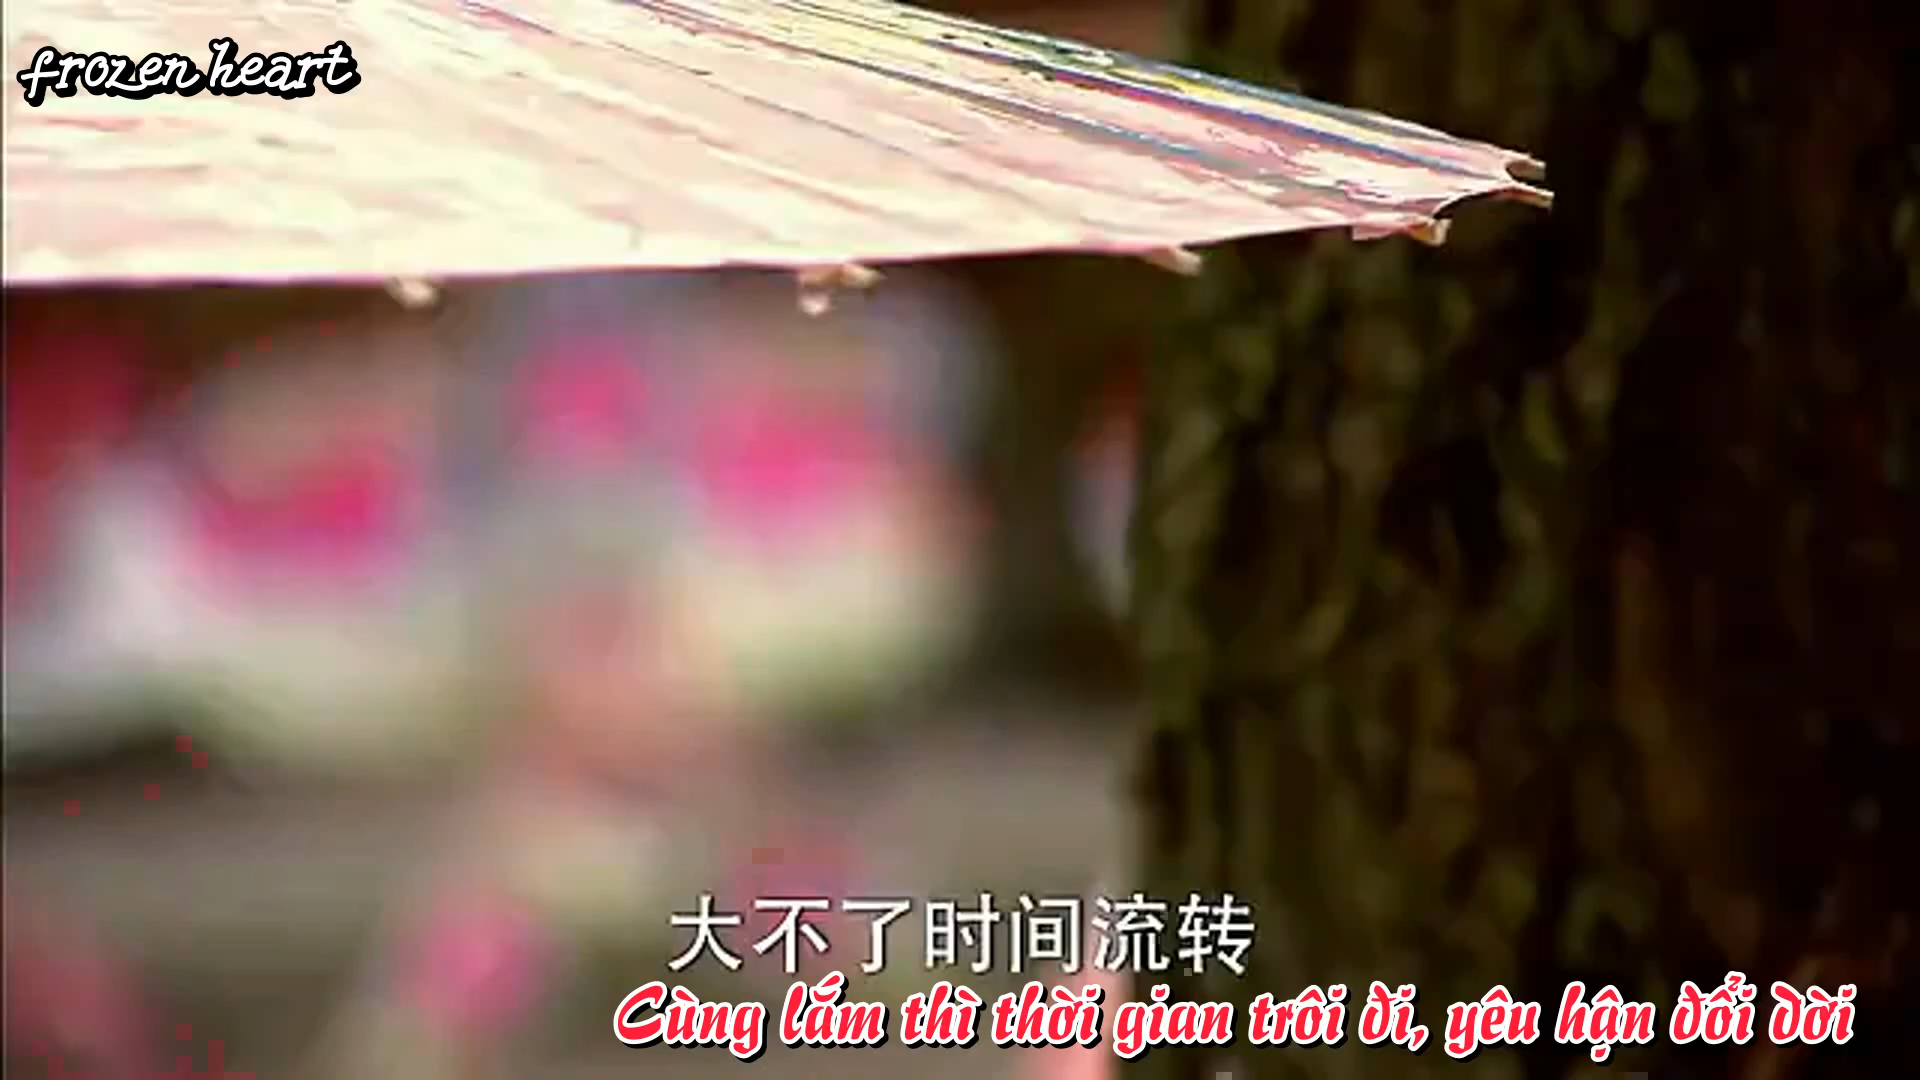 frozen heart
大不了时间流转
Cùng lắm thì thời gian trôi đi, yêu hận đổi dời